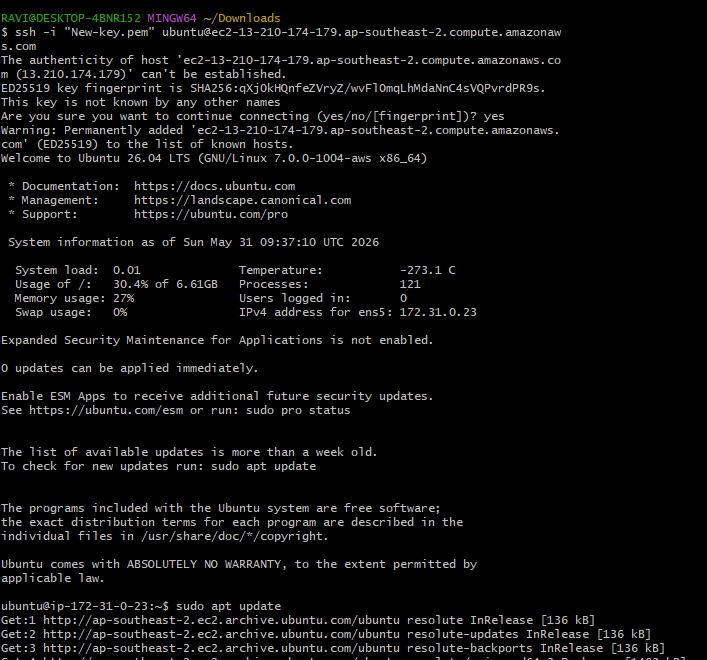 RAVI@DESKTOP-4BNR152 MINGW64 ~/Downloads
$ ssh -i "New-key.pem" ubuntu@ec2-13-210-174-179.ap-southeast-2.compute.amazonaw
s.com
The authenticity of host 'ec2-13-210-174-179.ap-southeast-2.compute.amazonaws.co
m (13.210.174.179)' can't be established.
ED25519 key fingerprint is SHA256:qXjOkHQnfeZVryZ/wvFlOmqLhMdaNnC4sVQPvrdPR9s.
This key is not known by any other names
Are you sure you want to continue connecting (yes/no/[fingerprint])? yes
Warning: Permanently added 'ec2-13-210-174-179.ap-southeast-2.compute.amazonaws.
com' (ED25519) to the list of known hosts.
Welcome to Ubuntu 26.04 LTS (GNU/Linux 7.0.0-1004-aws x86_64)
* Documentation: https://docs.ubuntu.com
* Management: https://landscape.canonical.com
* Support: https://ubuntu.com/pro
System information as of Sun May 31 09:37:10 UTC 2026
System load: 0.01 Temperature: -273.1 C
Usage of /: 30.4% of 6.61GB Processes: 121
Memory usage: 27% Users logged in: 0
Swap usage: 0% IPv4 address for ens5: 172.31.0.23
Expanded Security Maintenance for Applications is not enabled.
0 updates can be applied immediately.
Enable ESM Apps to receive additional future security updates.
See https://ubuntu.com/esm or run: sudo pro status
The list of available updates is more than a week old.
To check for new updates run: sudo apt update
The programs included with the Ubuntu system are free software;
the exact distribution terms for each program are described in the
individual files in /usr/share/doc/*/copyright.
Ubuntu comes with ABSOLUTELY NO WARRANTY, to the extent permitted by
applicable law.
ubuntu@ip-172-31-0-23:~$ sudo apt update
Get:1 http://ap-southeast-2.ec2.archive.ubuntu.com/ubuntu resolute InRelease [136 kB]
Get:2 http://ap-southeast-2.ec2.archive.ubuntu.com/ubuntu resolute-updates InRelease [136 kB]
Get:3 http://ap-southeast-2.ec2.archive.ubuntu.com/ubuntu resolute-backports InRelease [136 kB]